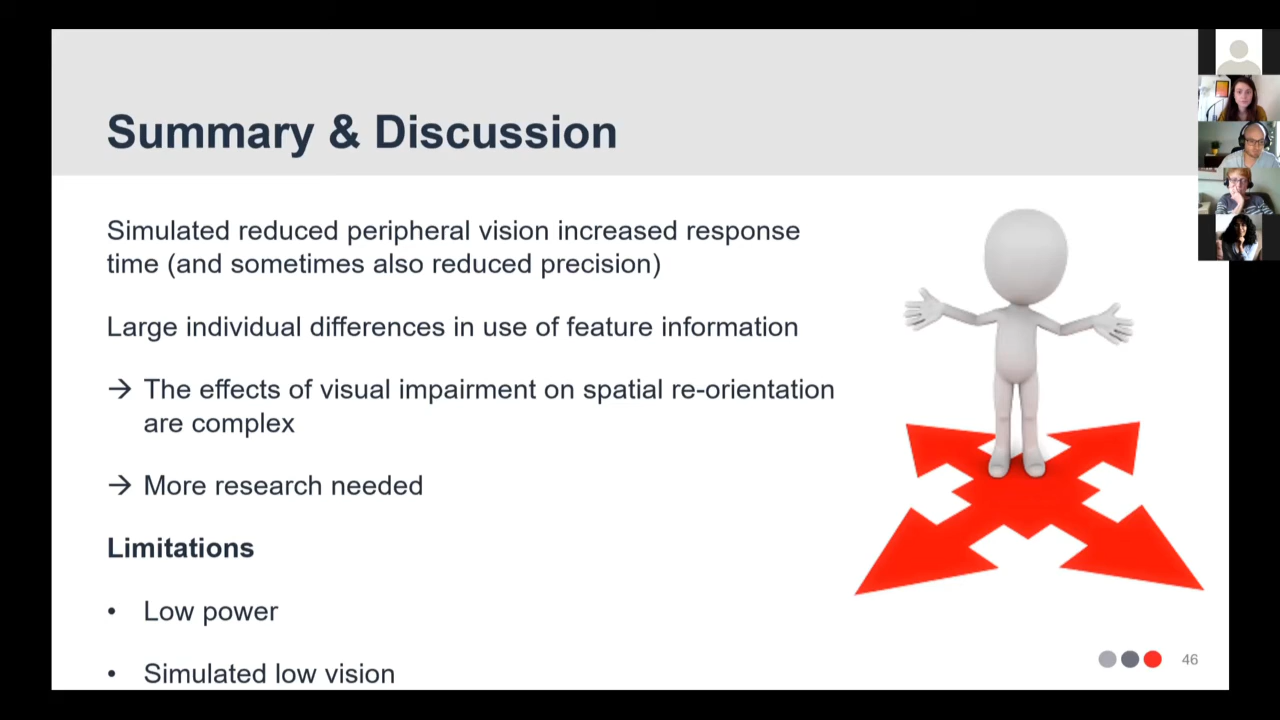 Summary & Discussion
Simulated reduced peripheral vision increased response
time (and sometimes also reduced precision)
Large individual differences in use of feature information
→ The effects of visual impairment on spatial re-orientation
are complex
→ More research needed
Limitations
• Low power
• Simulated low vision
46